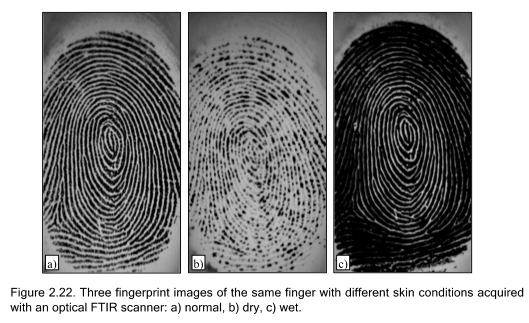 a)
b)
c)
Figure 2.22. Three fingerprint images of the same finger with different skin conditions acquired
with an optical FTIR scanner: a) normal, b) dry, c) wet.